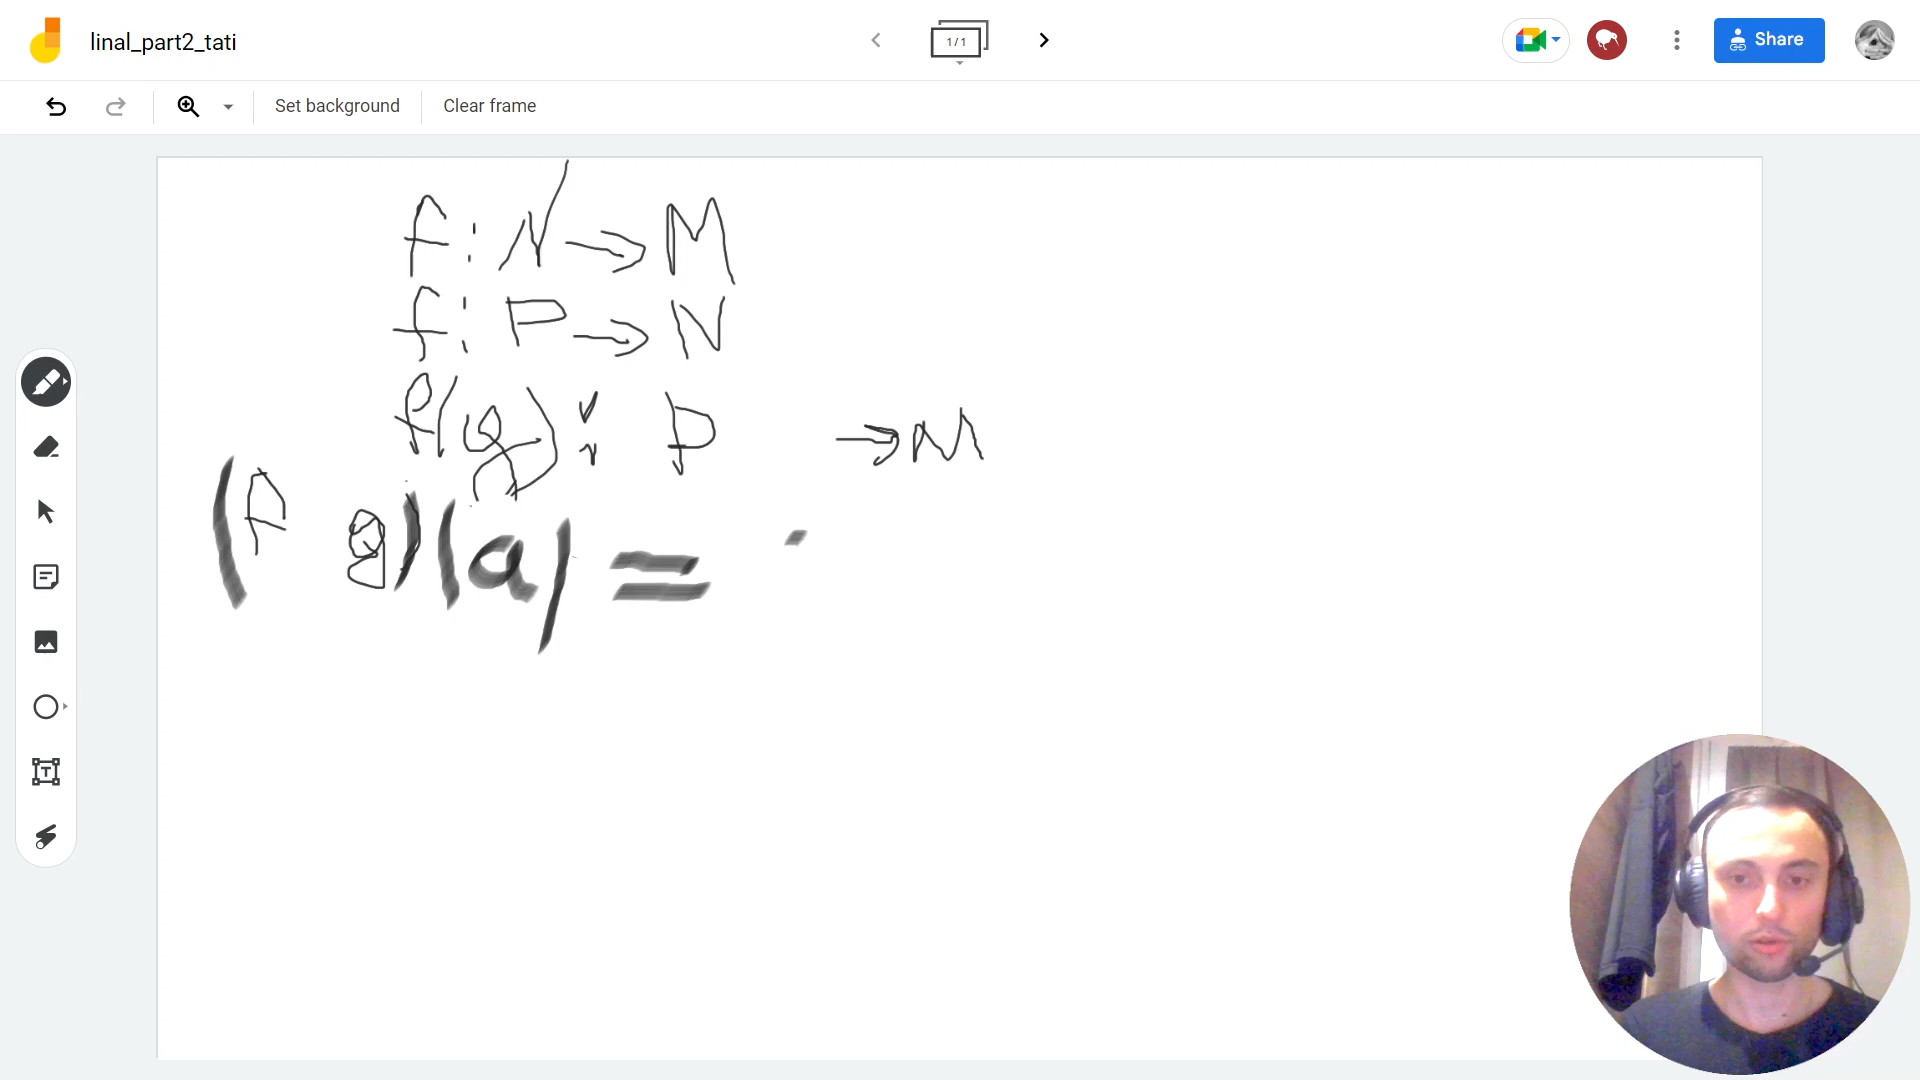 linal_part2_tati
1/1
Share
Set background
Clear frame
f: N → M
f: P → N
f(g): P → M
(f g)(a) =